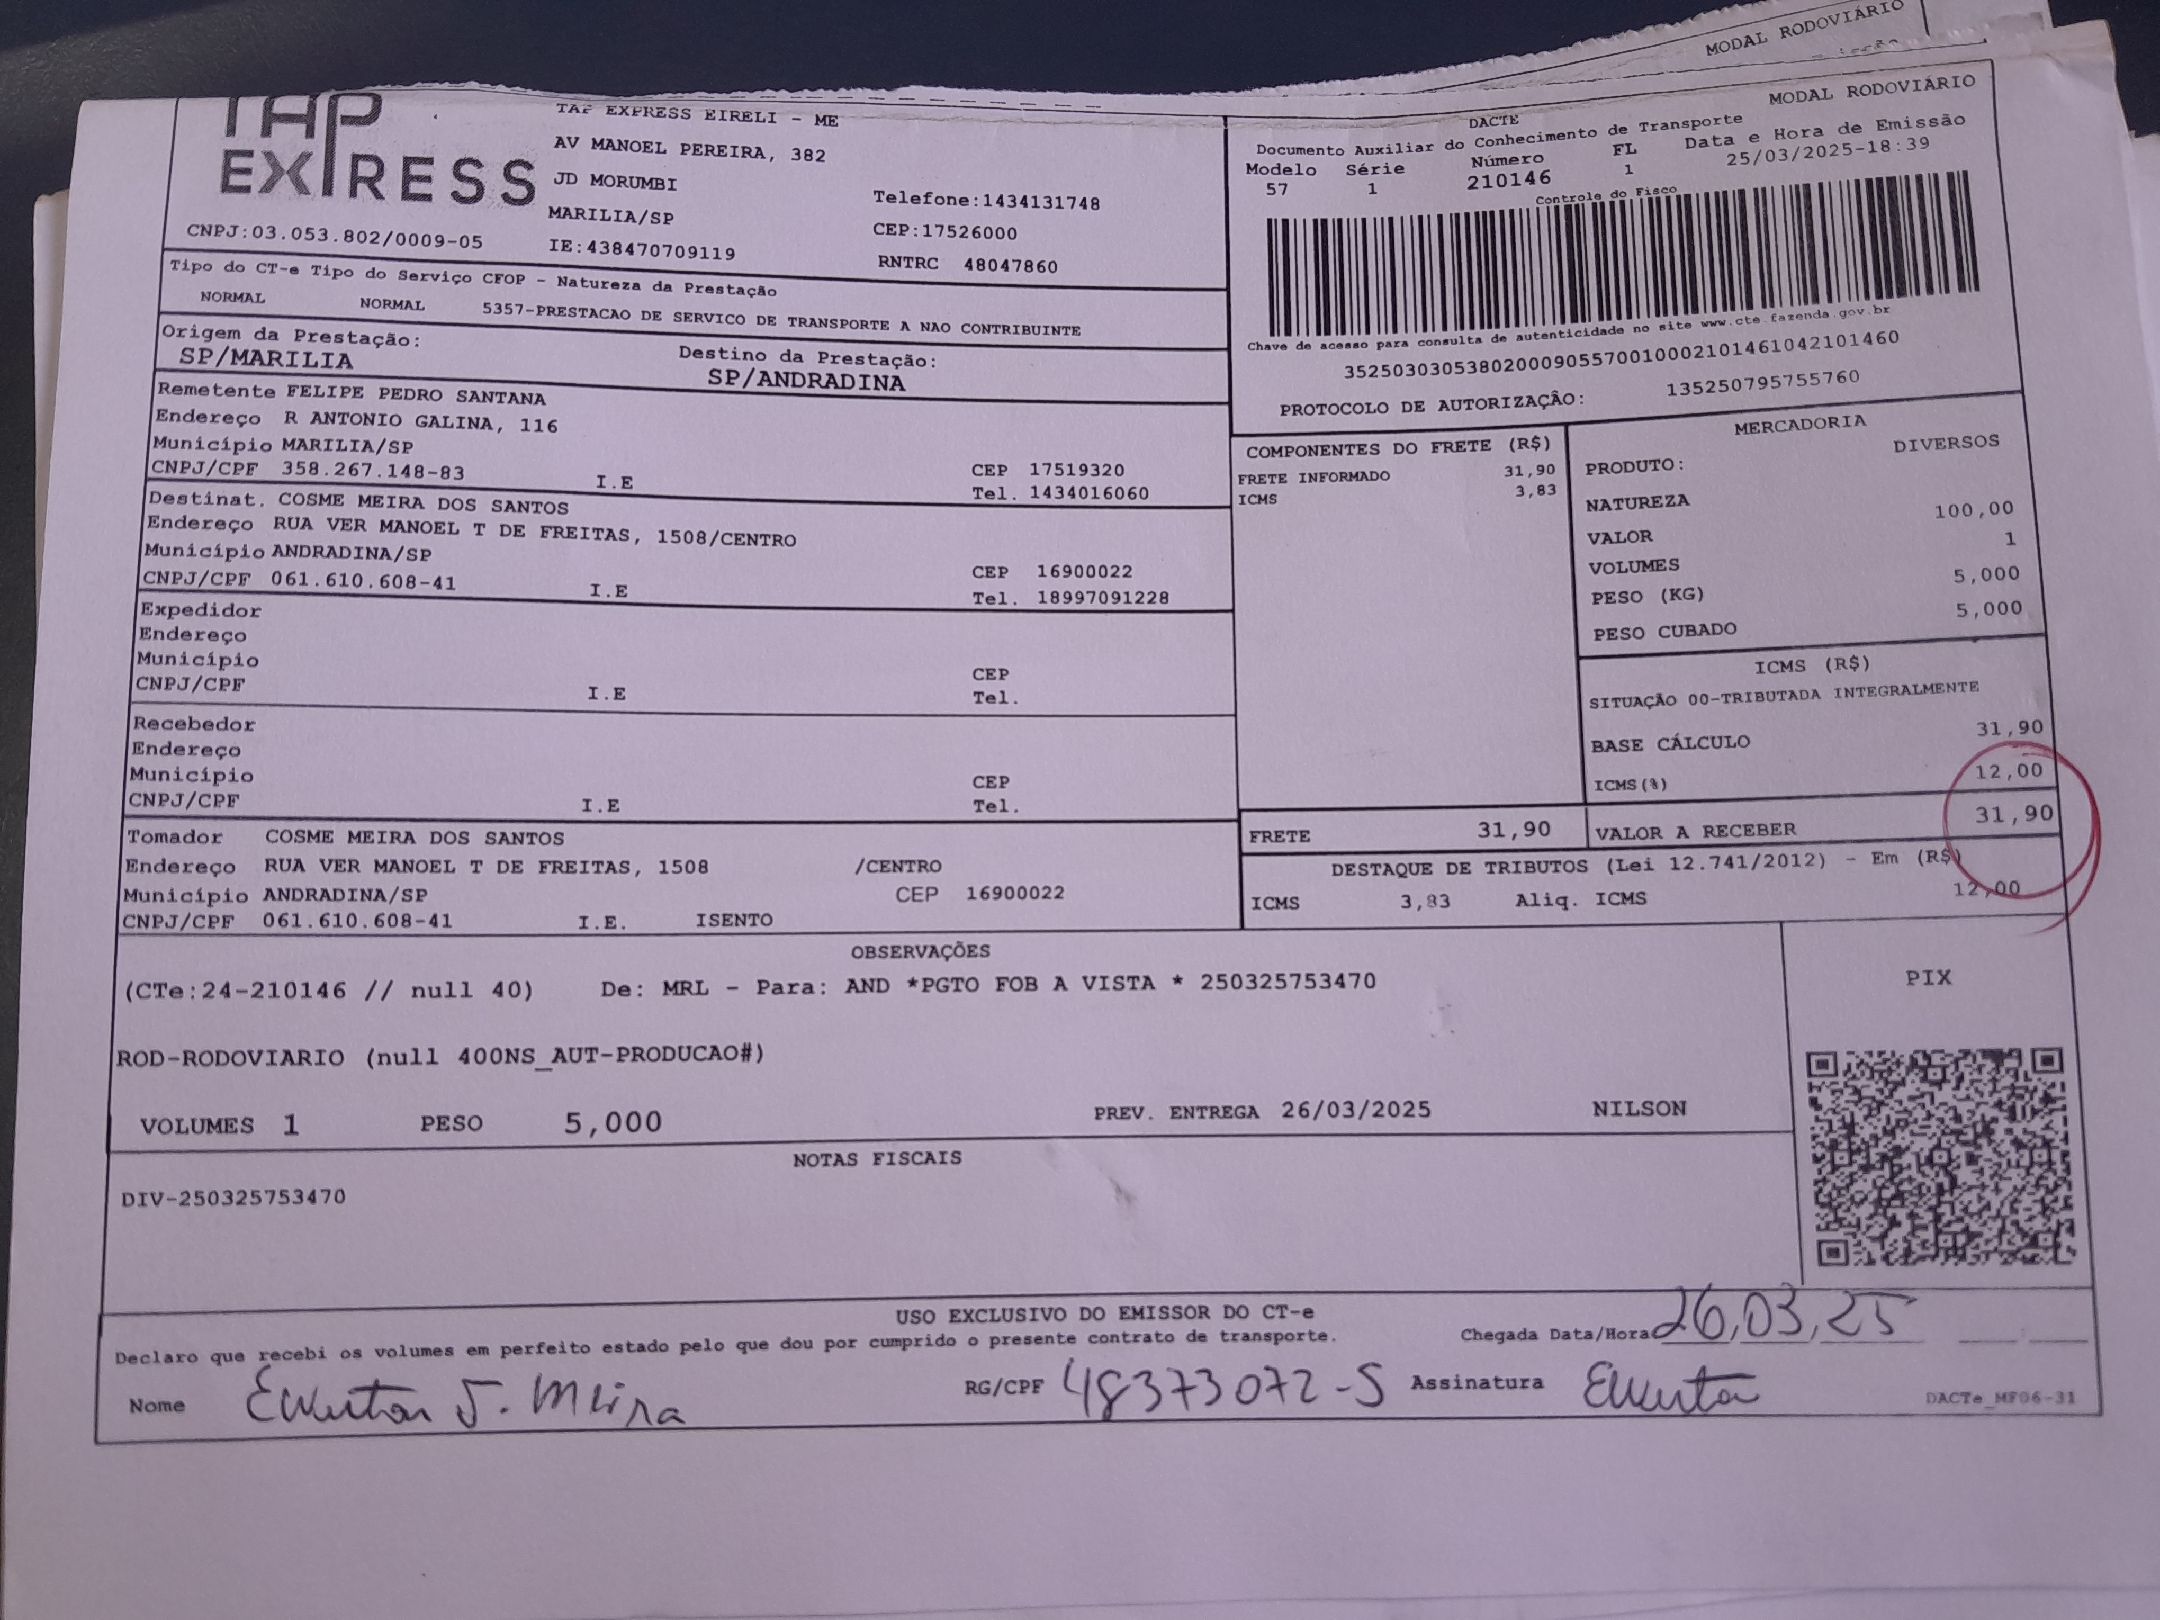 MODAL RODOVIÁRIO
TAP EXPRESS
TAP EXPRESS EIRELI - ME
AV MANOEL PEREIRA, 382
JD MORUMBI
MARILIA/SP
Telefone:1434131748
CEP:17526000
CNPJ:03.053.802/0009-05
IE:438470709119
RNTRC 48047860
DACTE
MODAL RODOVIÁRIO
Documento Auxiliar do Conhecimento de Transporte
Modelo Série Número FL Data e Hora de Emissão
57 1 210146 1 25/03/2025-18:39
Controle do Fisco
Chave de acesso para consulta de autenticidade no site www.cte.fazenda.gov.br
35250303053802000905570010002101461042101460
PROTOCOLO DE AUTORIZAÇÃO: 135250795755760
Tipo do CT-e Tipo do Serviço CFOP - Natureza da Prestação
NORMAL NORMAL 5357-PRESTACAO DE SERVICO DE TRANSPORTE A NAO CONTRIBUINTE
Origem da Prestação: Destino da Prestação:
SP/MARILIA SP/ANDRADINA
Remetente FELIPE PEDRO SANTANA
Endereço R ANTONIO GALINA, 116
Município MARILIA/SP CEP 17519320
CNPJ/CPF 358.267.148-83 I.E Tel. 1434016060
Destinat. COSME MEIRA DOS SANTOS
Endereço RUA VER MANOEL T DE FREITAS, 1508/CENTRO
Município ANDRADINA/SP CEP 16900022
CNPJ/CPF 061.610.608-41 I.E Tel. 18997091228
Expedidor
Endereço
Município CEP
CNPJ/CPF I.E Tel.
Recebedor
Endereço
Município CEP
CNPJ/CPF I.E Tel.
Tomador COSME MEIRA DOS SANTOS
Endereço RUA VER MANOEL T DE FREITAS, 1508 /CENTRO
Município ANDRADINA/SP CEP 16900022
CNPJ/CPF 061.610.608-41 I.E. ISENTO
COMPONENTES DO FRETE (R$)
FRETE INFORMADO 31,90
ICMS 3,83
MERCADORIA
PRODUTO: DIVERSOS
NATUREZA
VALOR 100,00
VOLUMES 1
PESO (KG) 5,000
PESO CUBADO 5,000
ICMS (R$)
SITUAÇÃO 00-TRIBUTADA INTEGRALMENTE
BASE CÁLCULO 31,90
ICMS(%) 12,00
FRETE 31,90 VALOR A RECEBER 31,90
DESTAQUE DE TRIBUTOS (Lei 12.741/2012) - Em (R$)
ICMS 3,83 Aliq. ICMS 12,00
OBSERVAÇÕES
(CTe:24-210146 // null 40) De: MRL - Para: AND *PGTO FOB A VISTA * 250325753470
PIX
ROD-RODOVIARIO (null 400NS_AUT-PRODUCAO#)
VOLUMES 1 PESO 5,000 PREV. ENTREGA 26/03/2025 NILSON
NOTAS FISCAIS
DIV-250325753470
USO EXCLUSIVO DO EMISSOR DO CT-e
Declaro que recebi os volumes em perfeito estado pelo que dou por cumprido o presente contrato de transporte. Chegada Data/Hora 26,03,25
Nome Ewerton J. Meira RG/CPF 48373072-5 Assinatura Ewerton
DACTe_MF06-31